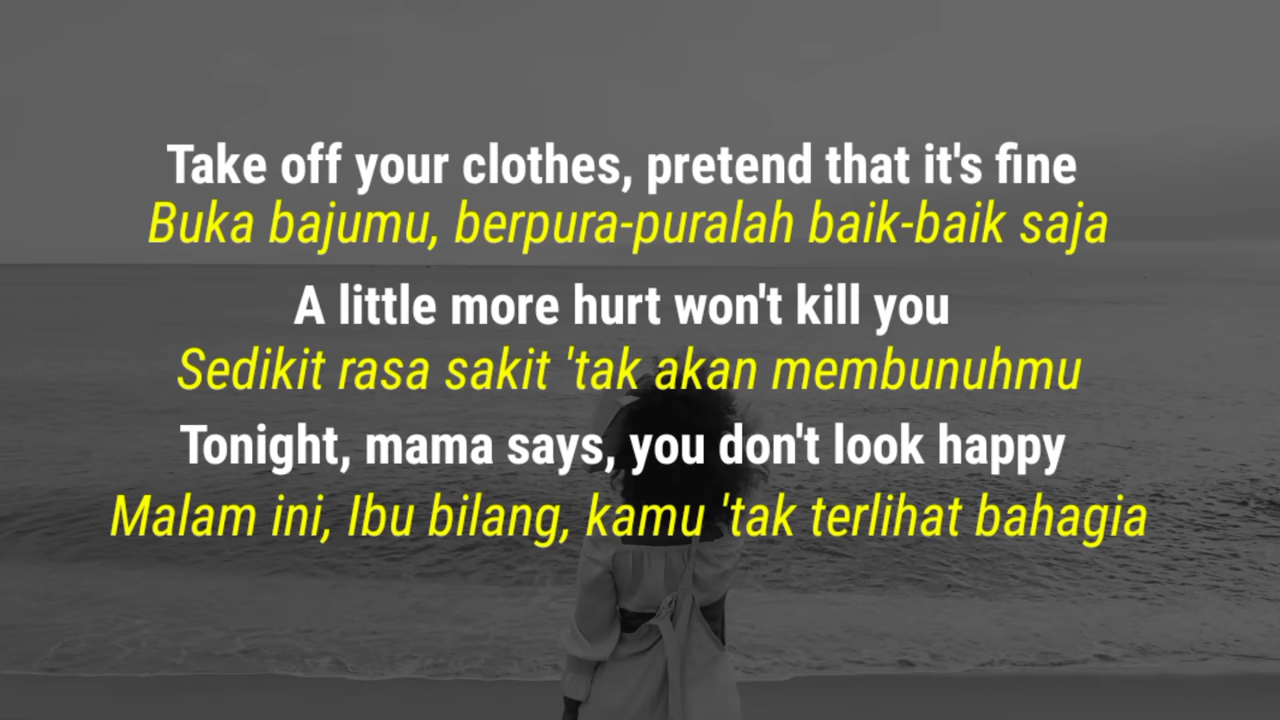 Take off your clothes, pretend that it's fine
Buka bajumu, berpura-puralah baik-baik saja
A little more hurt won't kill you
Sedikit rasa sakit 'tak akan membunuhmu
Tonight, mama says, you don't look happy
Malam ini, Ibu bilang, kamu 'tak terlihat bahagia